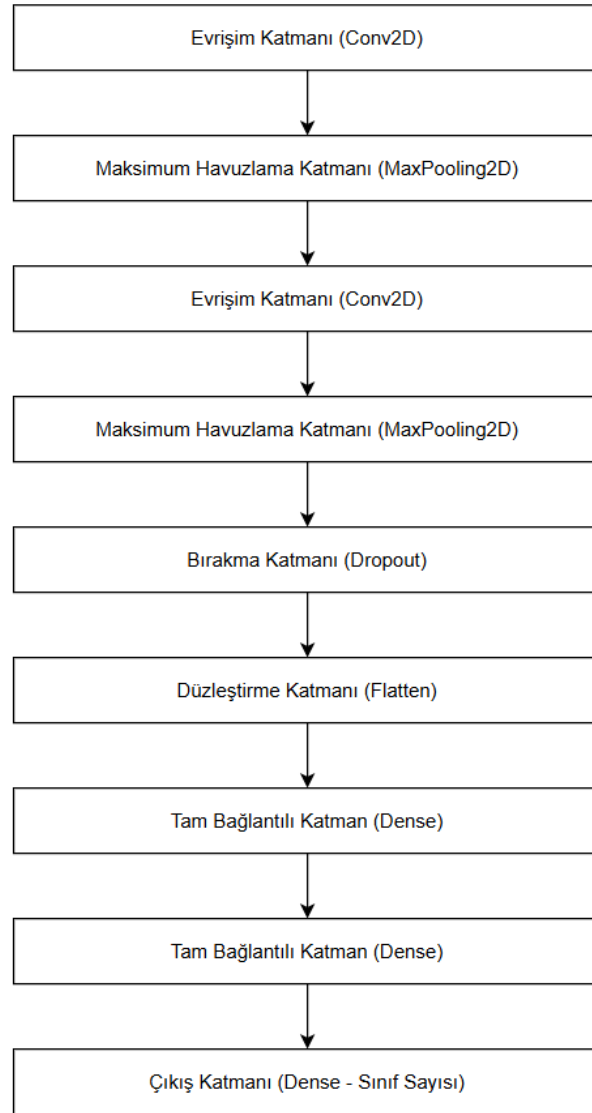 Evrişim Katmanı (Conv2D)
Maksimum Havuzlama Katmanı (MaxPooling2D)
Evrişim Katmanı (Conv2D)
Maksimum Havuzlama Katmanı (MaxPooling2D)
Bırakma Katmanı (Dropout)
Düzleştirme Katmanı (Flatten)
Tam Bağlantılı Katman (Dense)
Tam Bağlantılı Katman (Dense)
Çıkış Katmanı (Dense - Sınıf Sayısı)